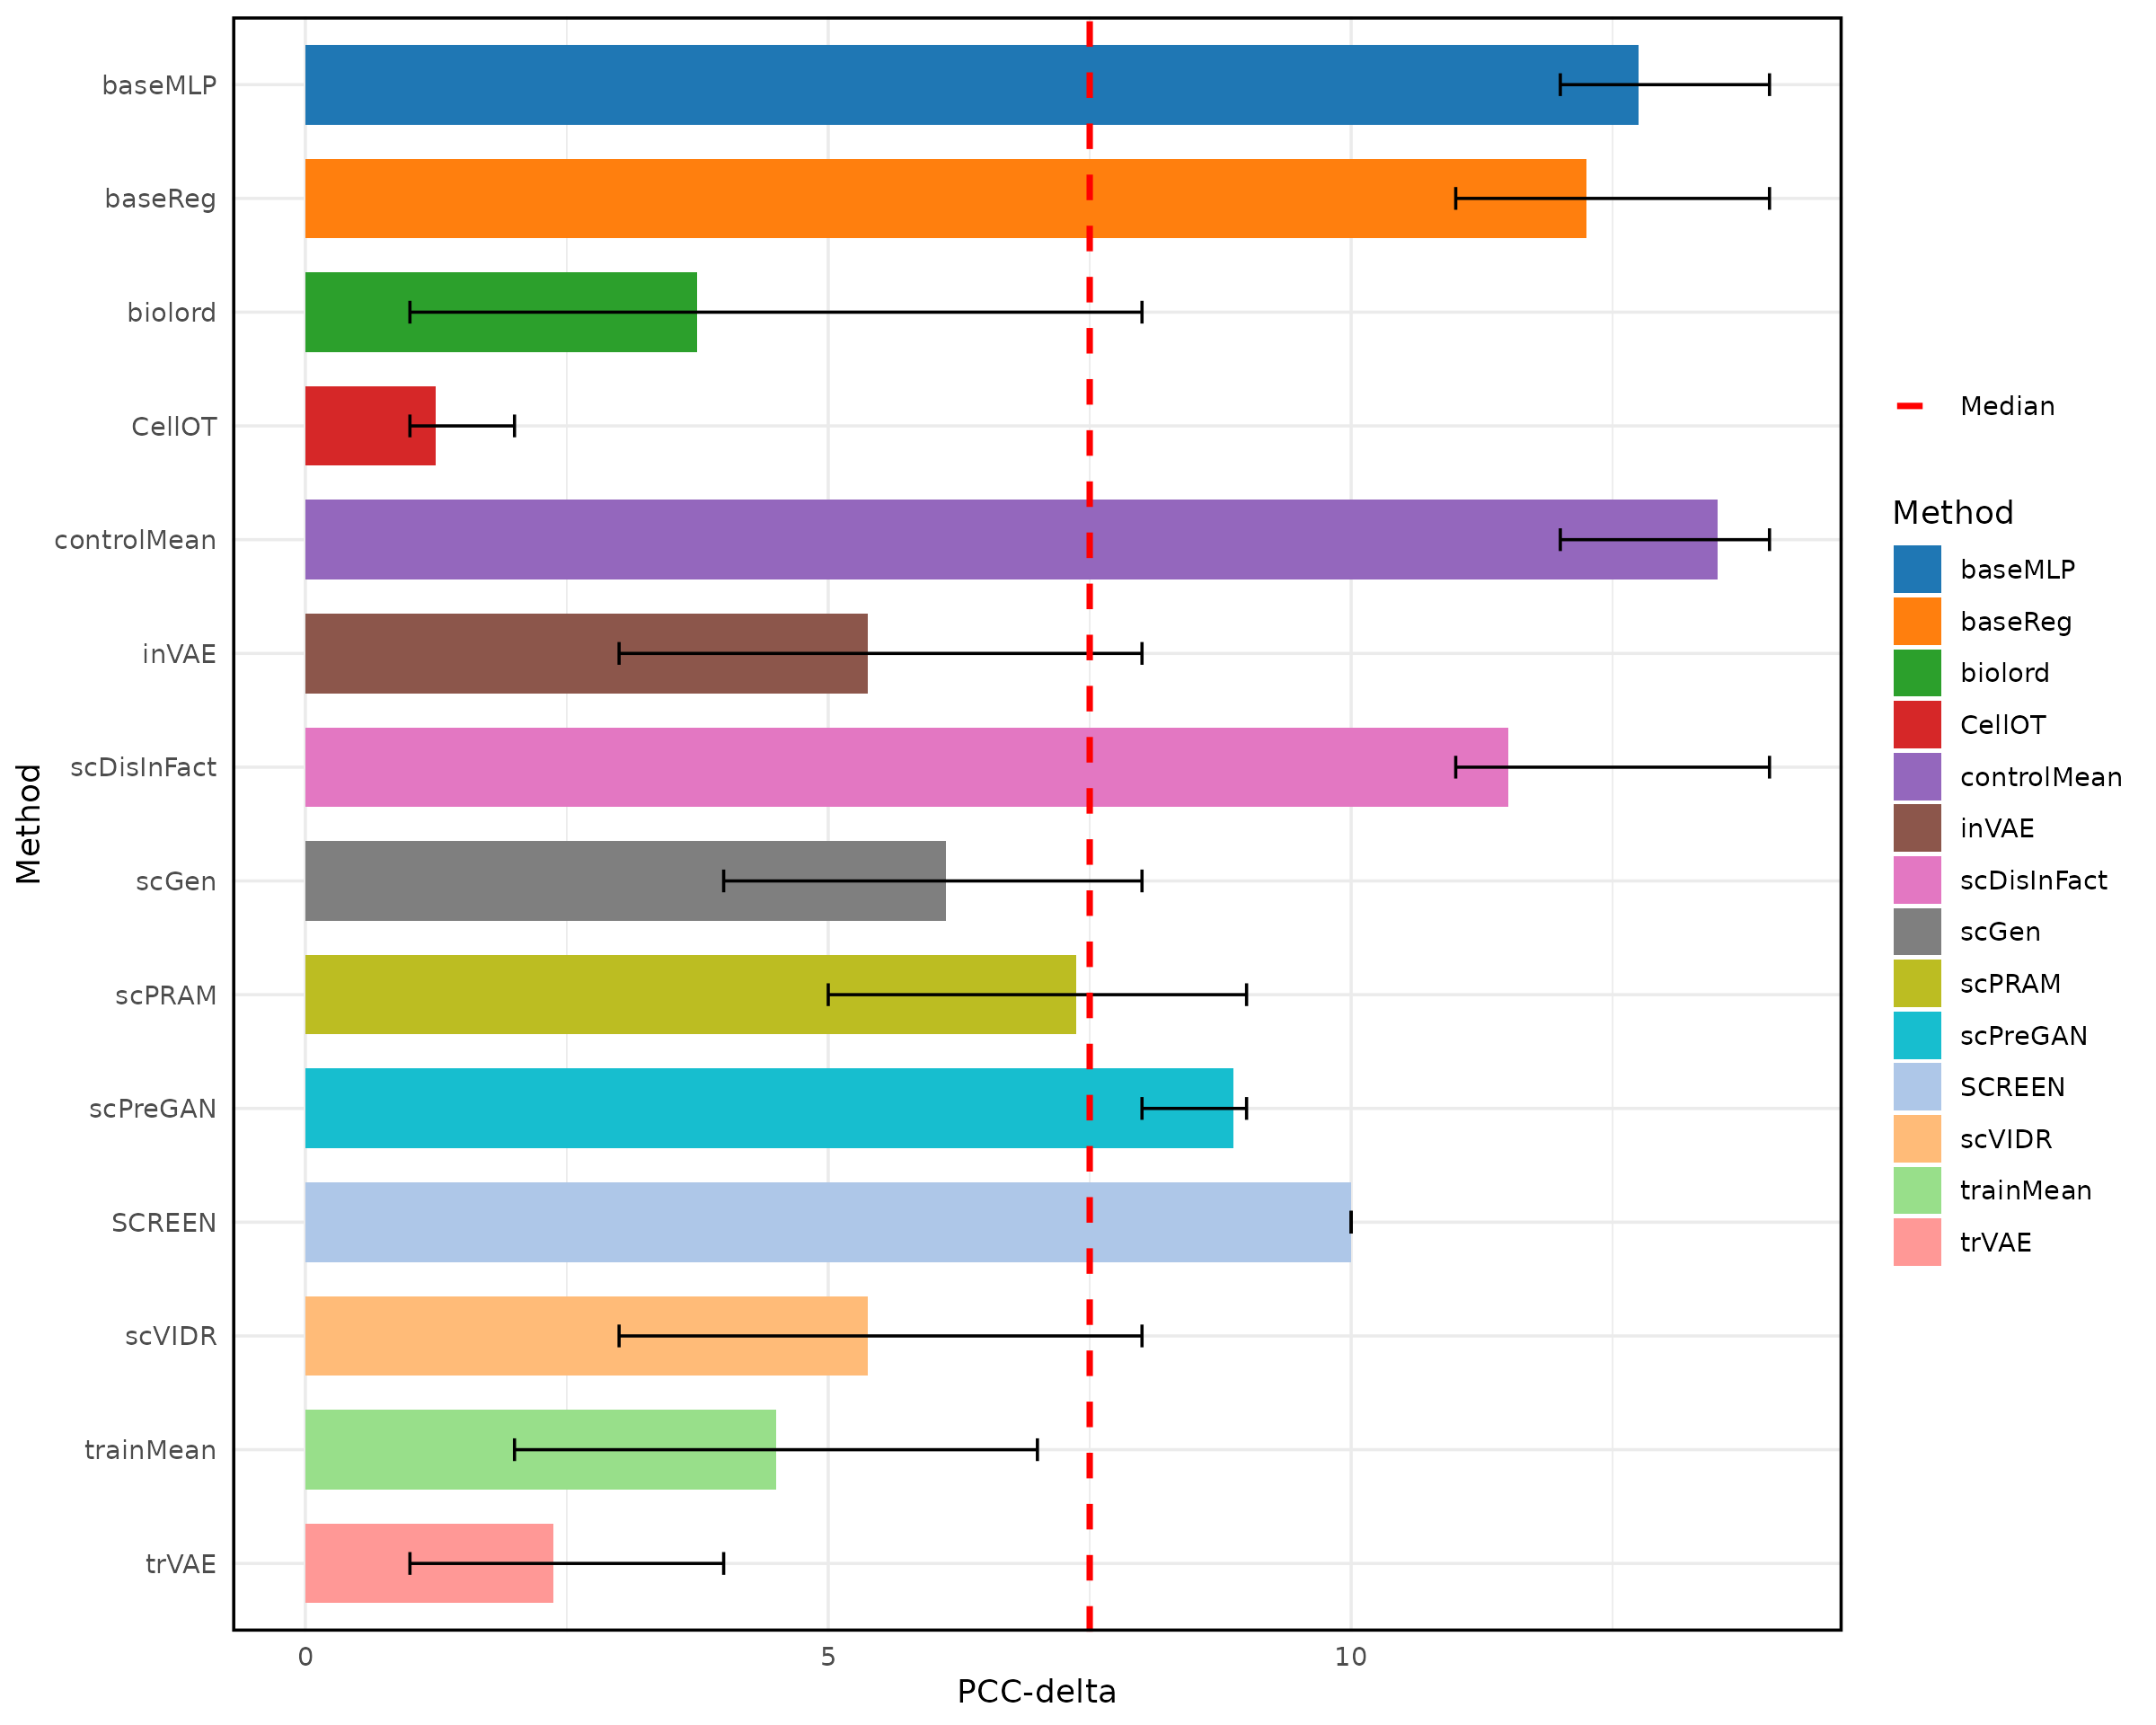 baseMLP
baseReg
biolord
CellOT
controlMean
inVAE
scDisInFact
scGen
scPRAM
scPreGAN
SCREEN
scVIDR
trainMean
trVAE
Method
0
5
10
PCC-delta
Median
Method
baseMLP
baseReg
biolord
CellOT
controlMean
inVAE
scDisInFact
scGen
scPRAM
scPreGAN
SCREEN
scVIDR
trainMean
trVAE